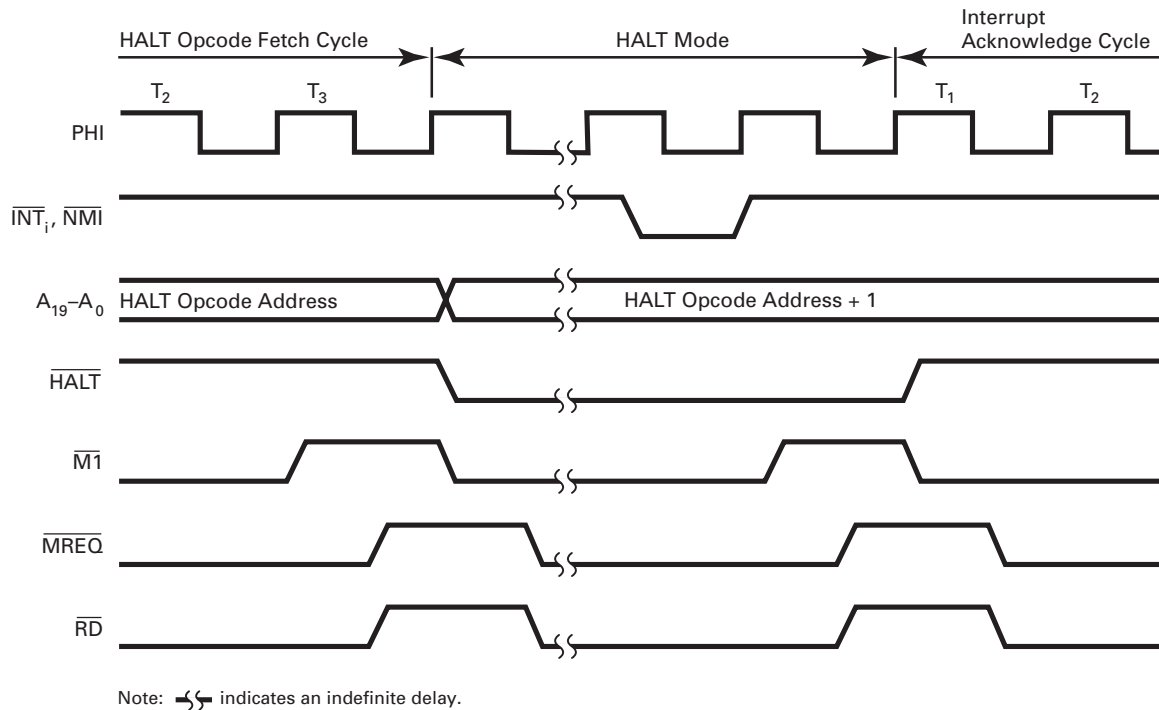 HALT Opcode Fetch Cycle
HALT Mode
Interrupt
Acknowledge Cycle
T2
T3
T1
T2
PHI
INTi, NMI
A19–A0
HALT Opcode Address
HALT Opcode Address + 1
HALT
M1
MREQ
RD
Note: indicates an indefinite delay.